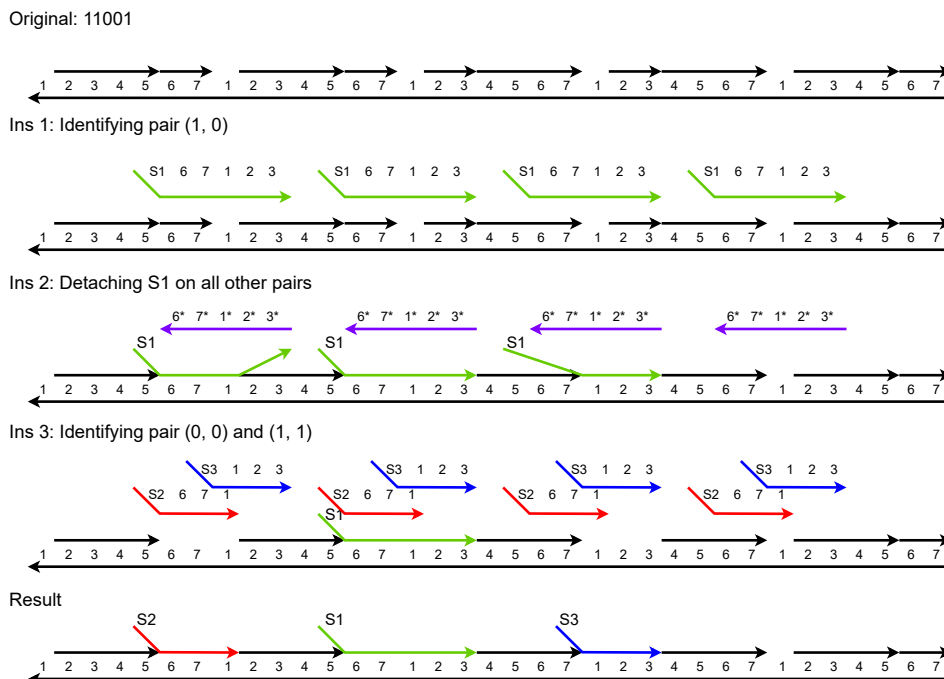 Original: 11001
1 2 3 4 5 6 7 1 2 3 4 5 6 7 1 2 3 4 5 6 7 1 2 3 4 5 6 7 1 2 3 4 5 6 7
Ins 1: Identifying pair (1, 0)
S1 6 7 1 2 3 S1 6 7 1 2 3 S1 6 7 1 2 3 S1 6 7 1 2 3
1 2 3 4 5 6 7 1 2 3 4 5 6 7 1 2 3 4 5 6 7 1 2 3 4 5 6 7 1 2 3 4 5 6 7
Ins 2: Detaching S1 on all other pairs
6* 7* 1* 2* 3* 6* 7* 1* 2* 3* 6* 7* 1* 2* 3* 6* 7* 1* 2* 3*
S1 S1 S1
1 2 3 4 5 6 7 1 2 3 4 5 6 7 1 2 3 4 5 6 7 1 2 3 4 5 6 7 1 2 3 4 5 6 7
Ins 3: Identifying pair (0, 0) and (1, 1)
S3 1 2 3 S3 1 2 3 S3 1 2 3 S3 1 2 3
S2 6 7 1 S2 6 7 1 S2 6 7 1 S2 6 7 1
S1
1 2 3 4 5 6 7 1 2 3 4 5 6 7 1 2 3 4 5 6 7 1 2 3 4 5 6 7 1 2 3 4 5 6 7
Result
S2 S1 S3
1 2 3 4 5 6 7 1 2 3 4 5 6 7 1 2 3 4 5 6 7 1 2 3 4 5 6 7 1 2 3 4 5 6 7